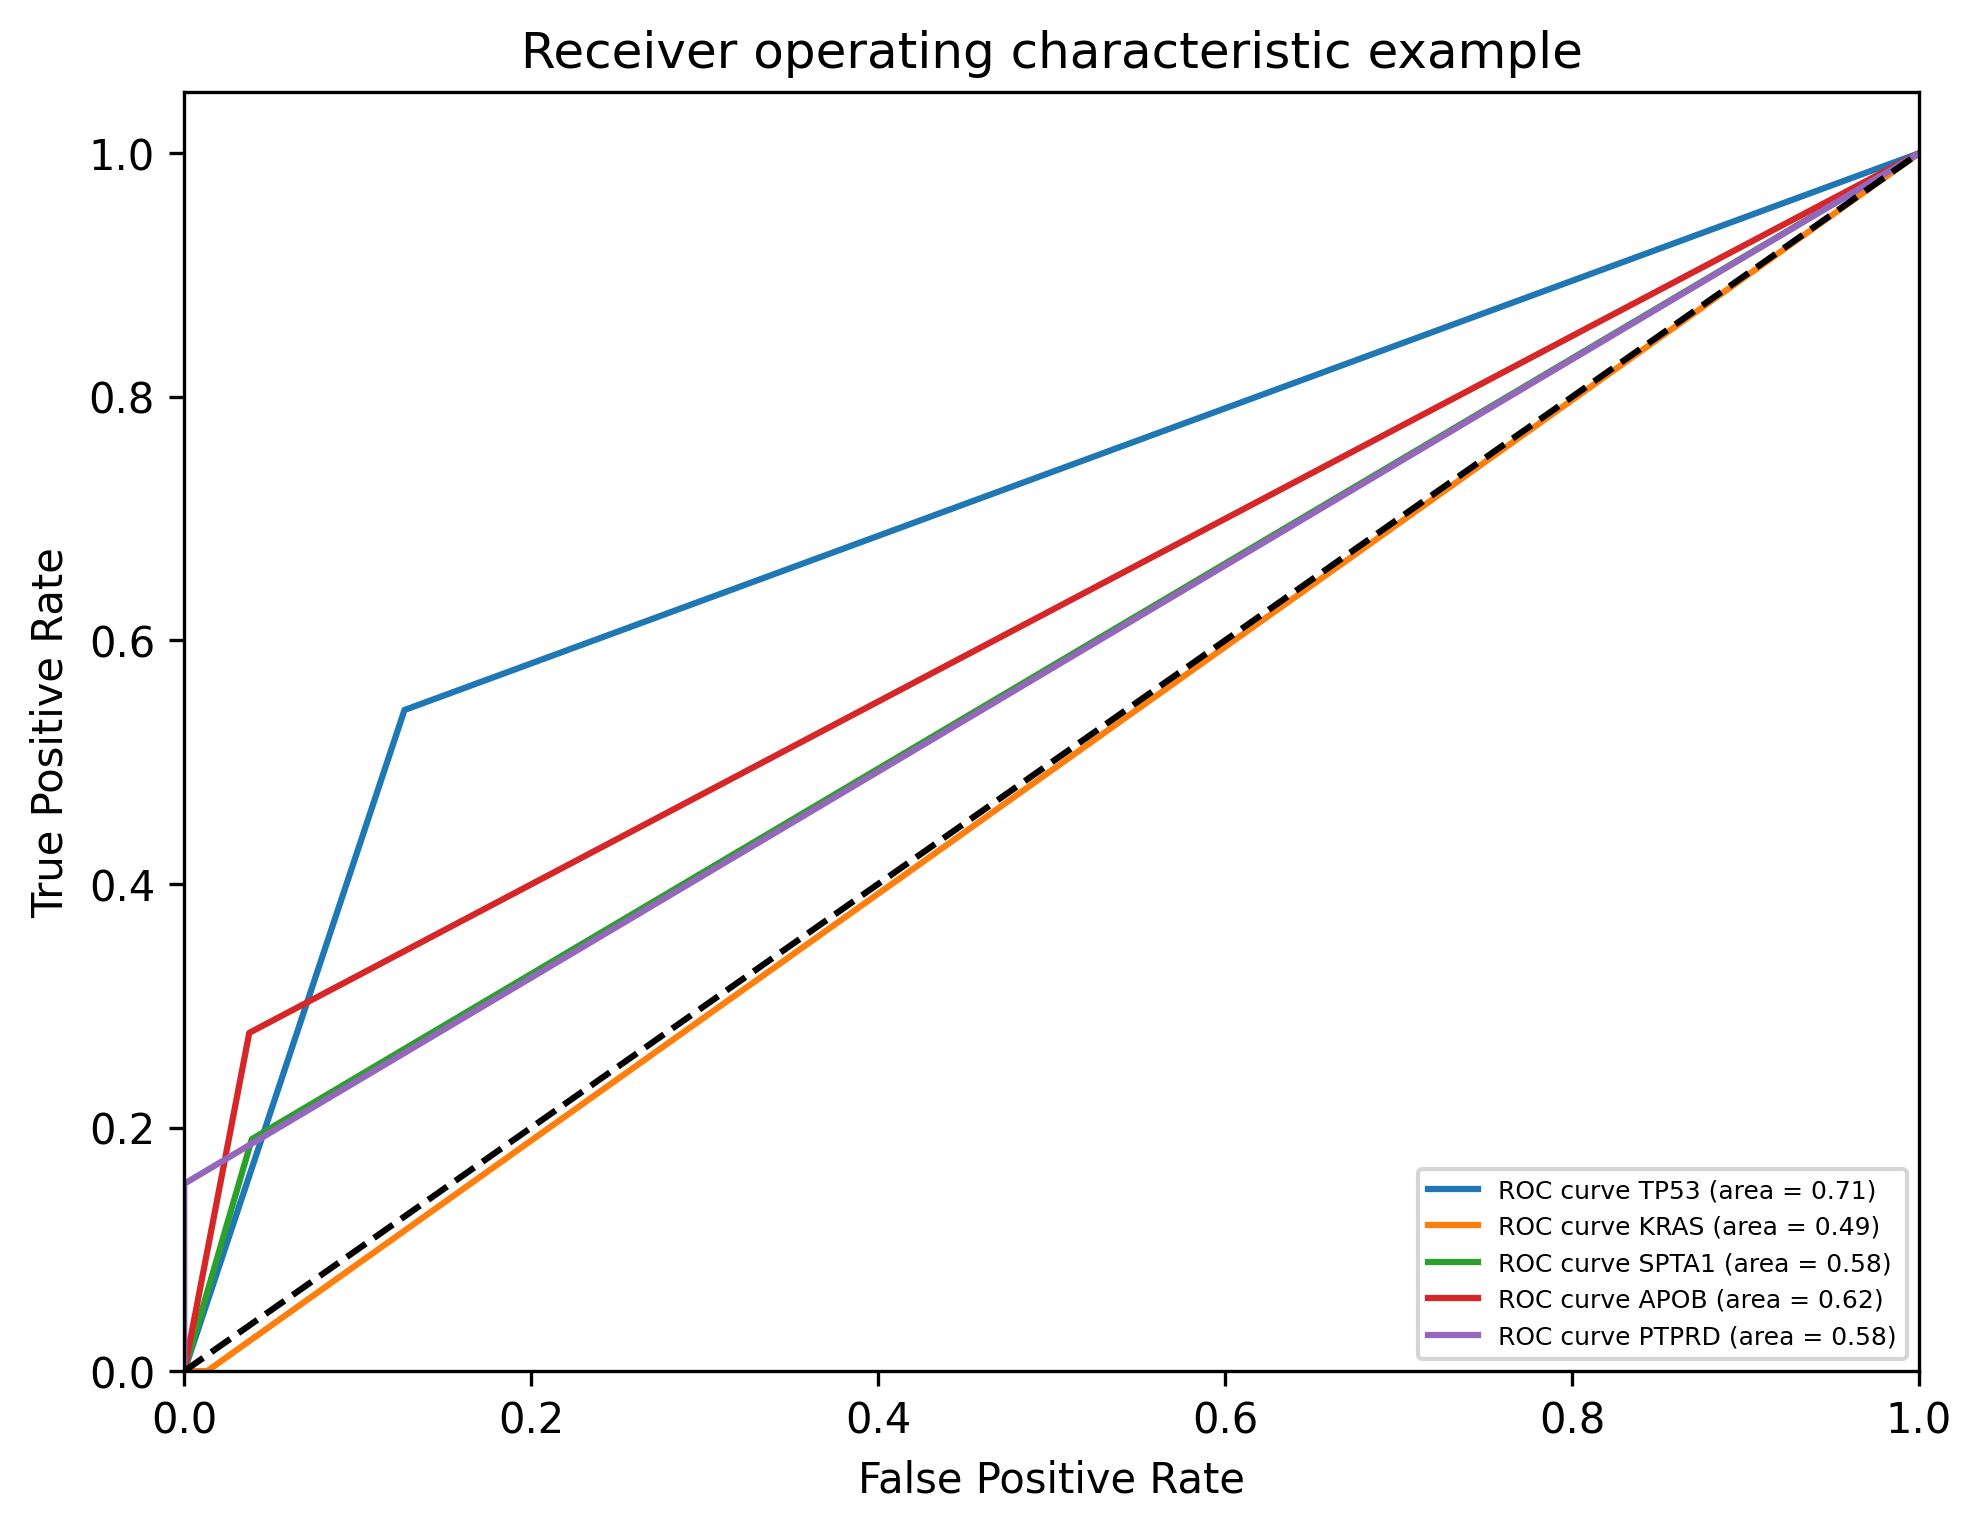 Receiver operating characteristic example
1.0
0.8
0.6
0.4
0.2
0.0
True Positive Rate
0.0 0.2 0.4 0.6 0.8 1.0
False Positive Rate
ROC curve TP53 (area = 0.71)
ROC curve KRAS (area = 0.49)
ROC curve SPTA1 (area = 0.58)
ROC curve APOB (area = 0.62)
ROC curve PTPRD (area = 0.58)